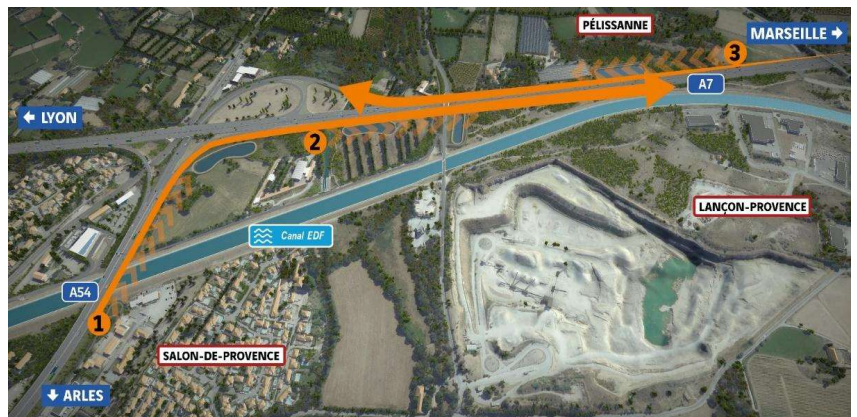 PÉLISSANNE
3
MARSEILLE →
A7
← LYON
2
LANÇON-PROVENCE
Canal EDF
A54
1
SALON-DE-PROVENCE
↓ ARLES